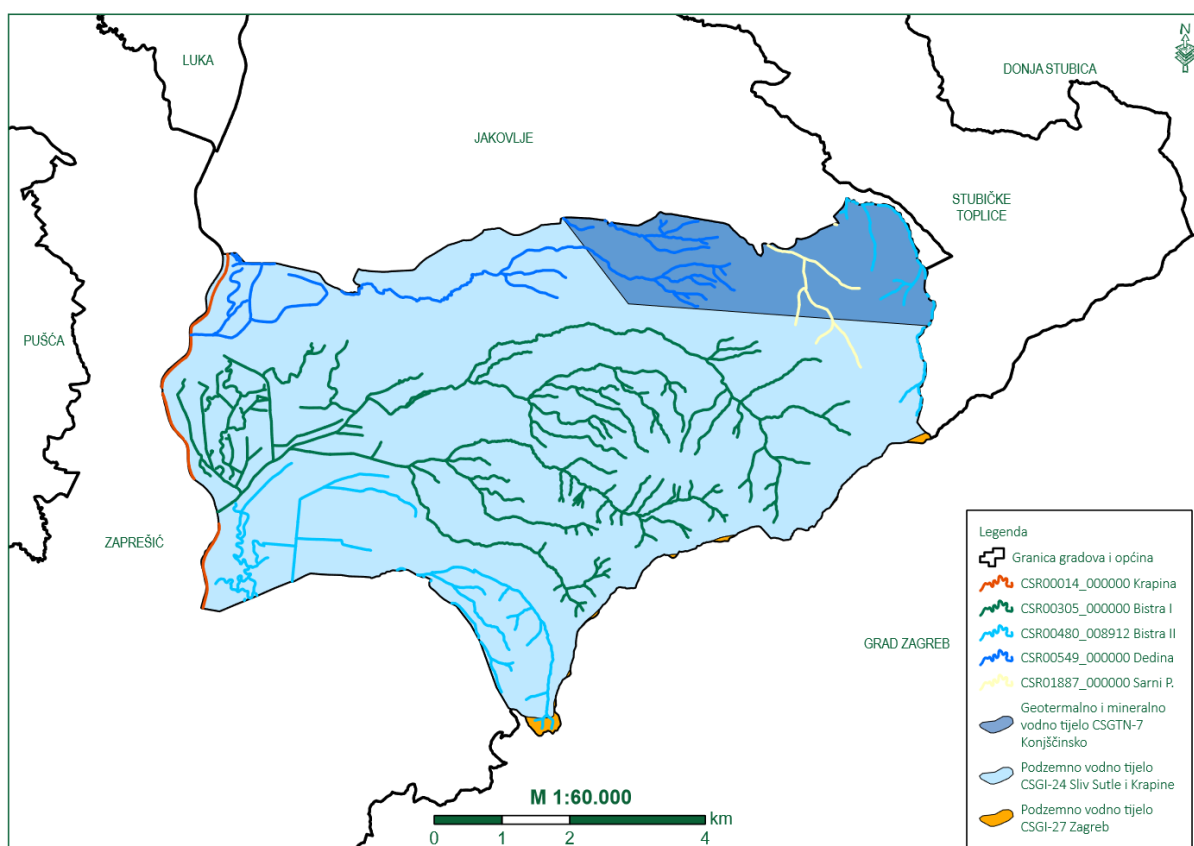 N
LUKA
DONJA STUBICA
JAKOVLJE
STUBIČKE
TOPLICE
PUŠĆA
ZAPREŠIĆ
GRAD ZAGREB
M 1:60.000
km
0 1 2 4
Legenda
Granica gradova i općina
CSR00014_000000 Krapina
CSR00305_000000 Bistra I
CSR00480_008912 Bistra II
CSR00549_000000 Dedina
CSR01887_000000 Sarni P.
Geotermalno i mineralno
vodno tijelo CSGTN-7
Konjščinsko
Podzemno vodno tijelo
CSGI-24 Sliv Sutle i Krapine
Podzemno vodno tijelo
CSGI-27 Zagreb